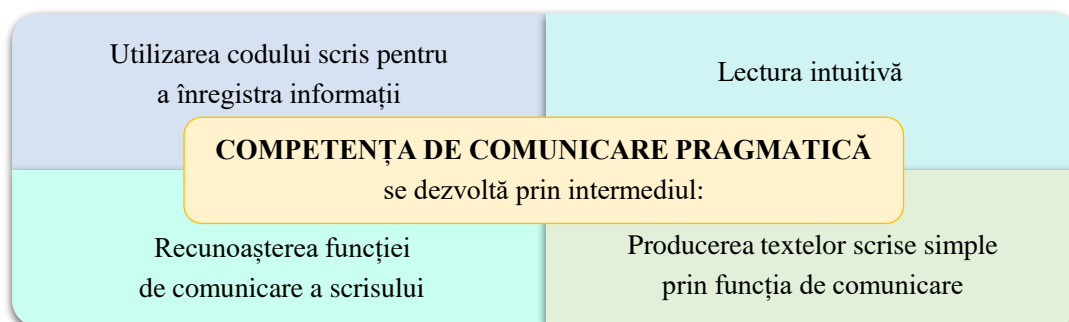 Utilizarea codului scris pentru
a înregistra informații
Lectura intuitivă
COMPETENȚA DE COMUNICARE PRAGMATICĂ
se dezvoltă prin intermediul:
Recunoașterea funcției
de comunicare a scrisului
Producerea textelor scrise simple
prin funcția de comunicare